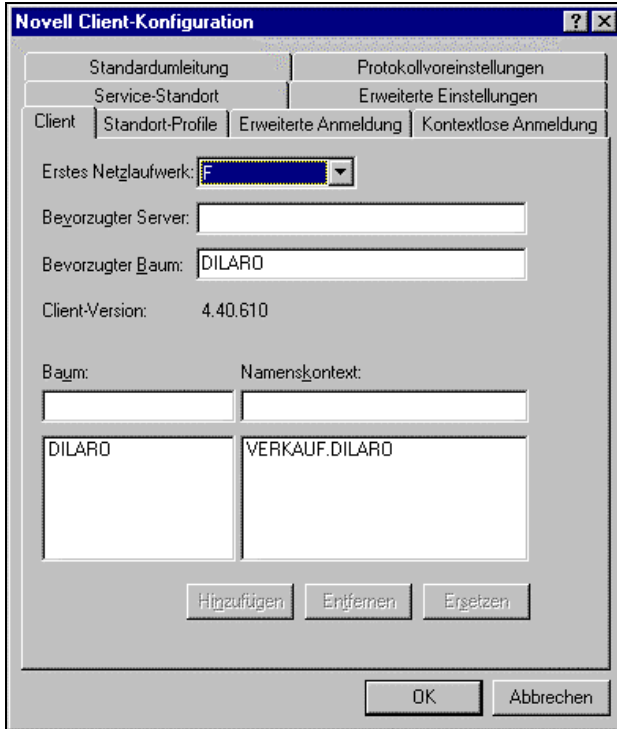 Novell Client-Konfiguration
Standardumleitung Protokollvoreinstellungen
Service-Standort Erweiterte Einstellungen
Client Standort-Profile Erweiterte Anmeldung Kontextlose Anmeldung
Erstes Netzlaufwerk: F
Bevorzugter Server:
Bevorzugter Baum: DILARO
Client-Version: 4.40.610
Baum: Namenskontext:
DILARO VERKAUF.DILARO
Hinzufügen Entfernen Ersetzen
OK Abbrechen